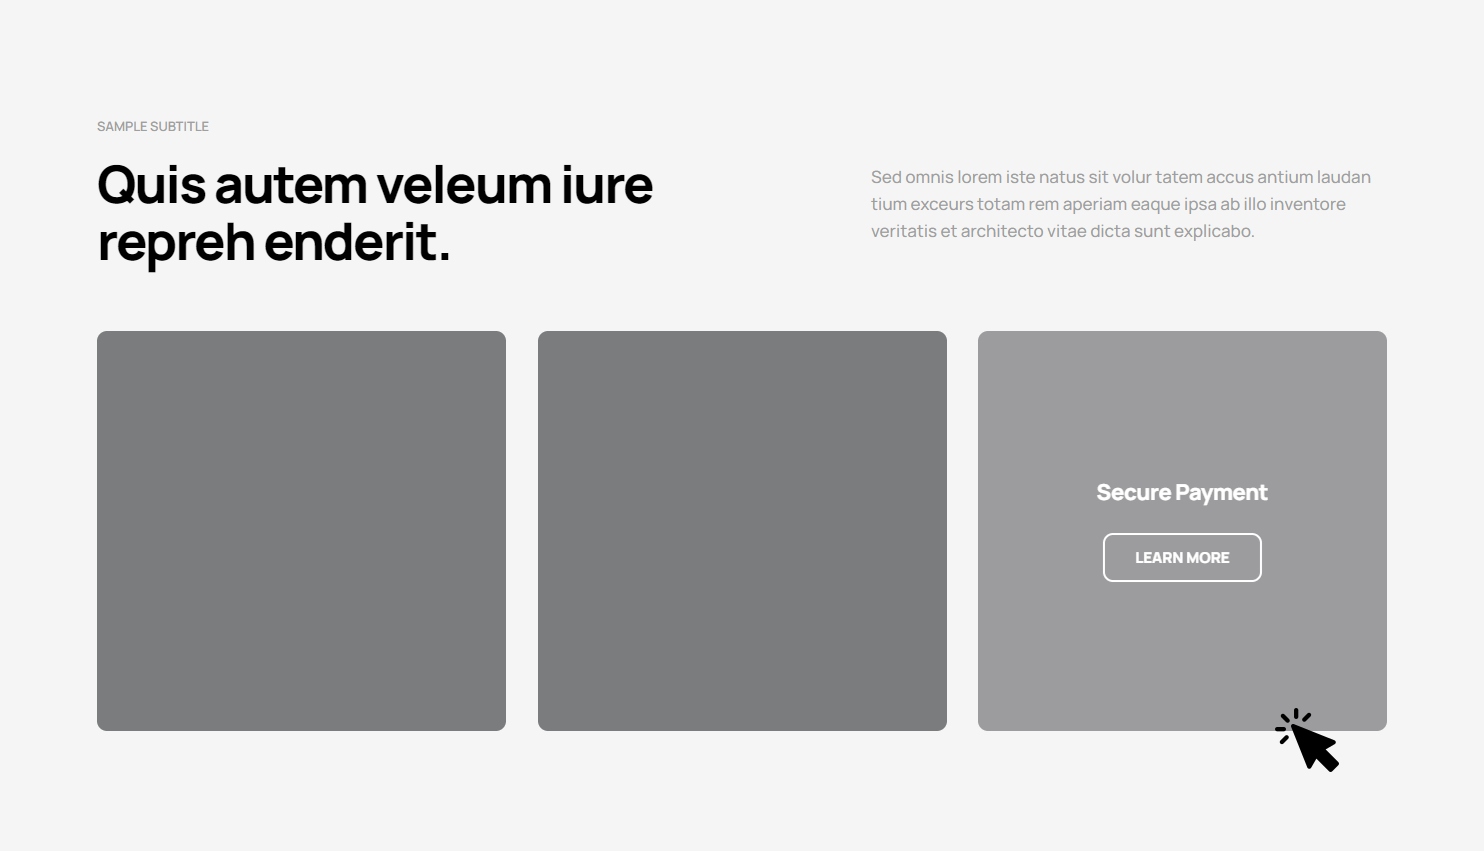 SAMPLE SUBTITLE
Quis autem veleum iure
repreh enderit.
Sed omnis lorem iste natus sit volur tatem accus antium laudan
tium exceurs totam rem aperiam eaque ipsa ab illo inventore
veritatis et architecto vitae dicta sunt explicabo.
Secure Payment
LEARN MORE